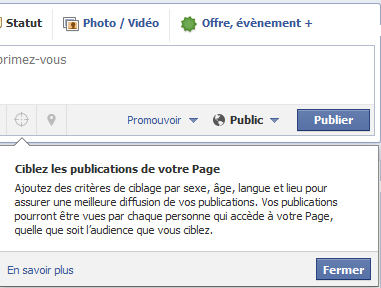 Statut Photo / Vidéo Offre, évènement +
primez-vous
Promouvoir Public Publier
Ciblez les publications de votre Page
Ajoutez des critères de ciblage par sexe, âge, langue et lieu pour
assurer une meilleure diffusion de vos publications. Vos publications
pourront être vues par chaque personne qui accède à votre Page,
quelle que soit l'audience que vous ciblez.
En savoir plus Fermer